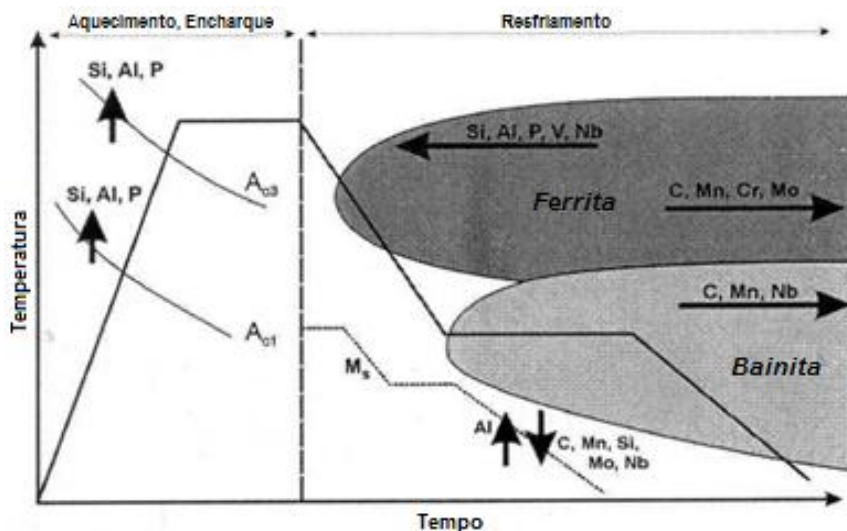 Aquecimento, Encharque
Resfriamento
Si, Al, P
Si, Al, P, V, Nb
Ac3
Ferrita
C, Mn, Cr, Mo
Si, Al, P
C, Mn, Nb
Ac1
Ms
Bainita
Al
C, Mn, Si,
Mo, Nb
Temperatura
Tempo